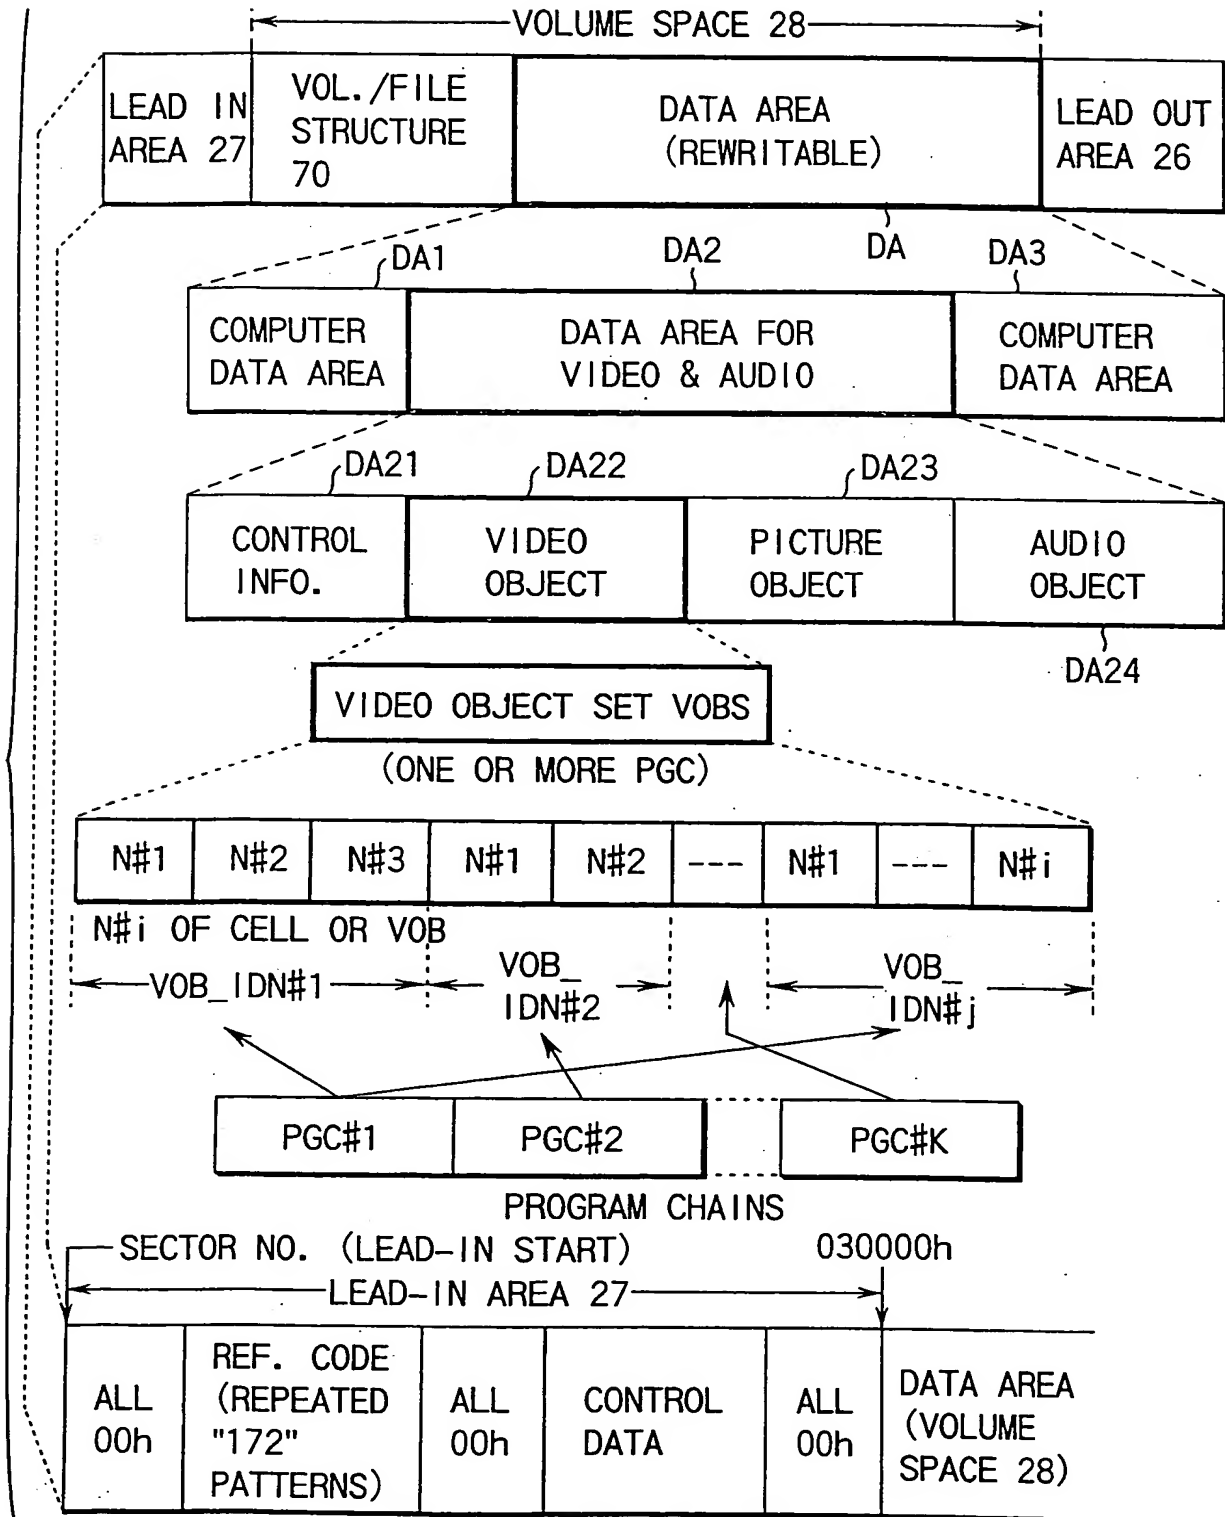 VOLUME SPACE 28
LEAD IN
AREA 27
VOL./FILE
STRUCTURE
70
DATA AREA
(REWRITABLE)
LEAD OUT
AREA 26
DA1
DA2
DA
DA3
COMPUTER
DATA AREA
DATA AREA FOR
VIDEO & AUDIO
COMPUTER
DATA AREA
DA21
DA22
DA23
CONTROL
INFO.
VIDEO
OBJECT
PICTURE
OBJECT
AUDIO
OBJECT
DA24
VIDEO OBJECT SET VOBS
(ONE OR MORE PGC)
N#1 N#2 N#3 N#1 N#2 --- N#1 --- N#i
N#i OF CELL OR VOB
VOB_IDN#1
VOB_
IDN#2
VOB_
IDN#j
PGC#1 PGC#2 PGC#K
PROGRAM CHAINS
SECTOR NO. (LEAD-IN START)
030000h
LEAD-IN AREA 27
ALL
00h
REF. CODE
(REPEATED
"172"
PATTERNS)
ALL
00h
CONTROL
DATA
ALL
00h
DATA AREA
(VOLUME
SPACE 28)